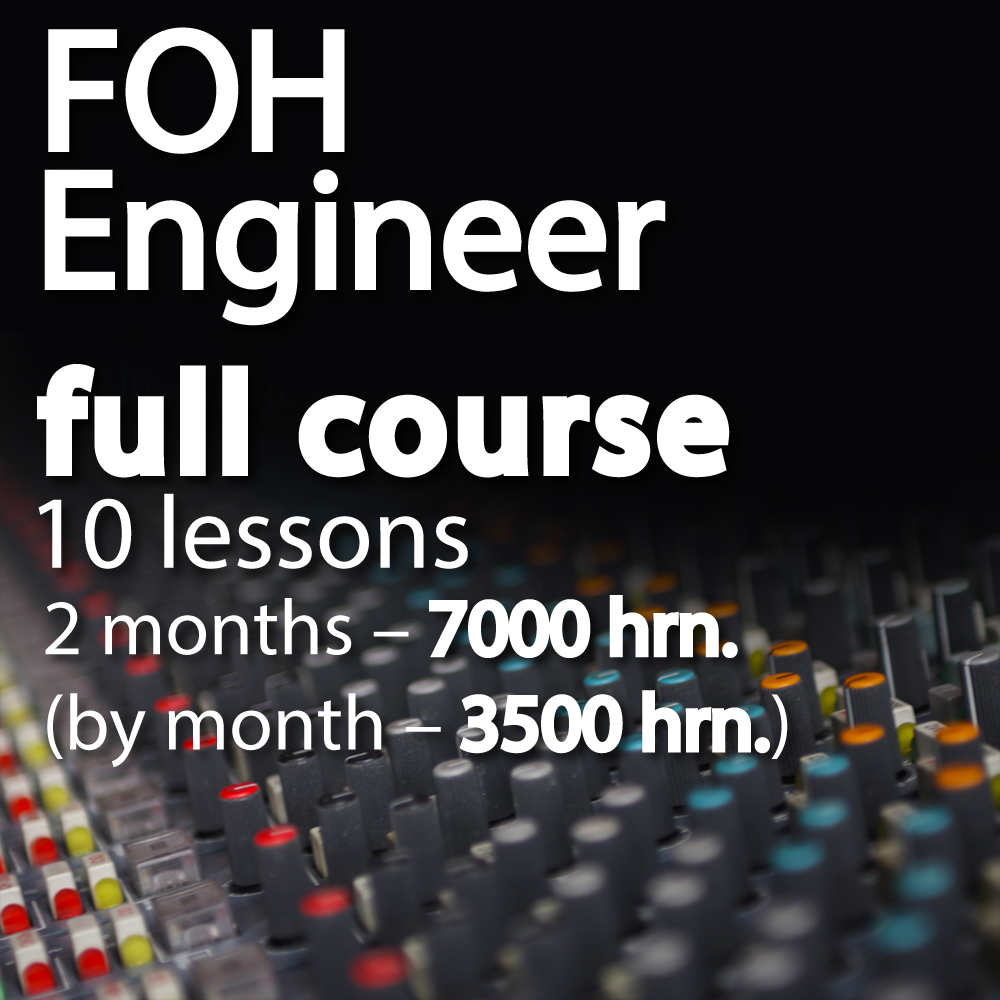 FOH
Engineer
full course
10 lessons
2 months – 7000 hrn.
(by month – 3500 hrn.)